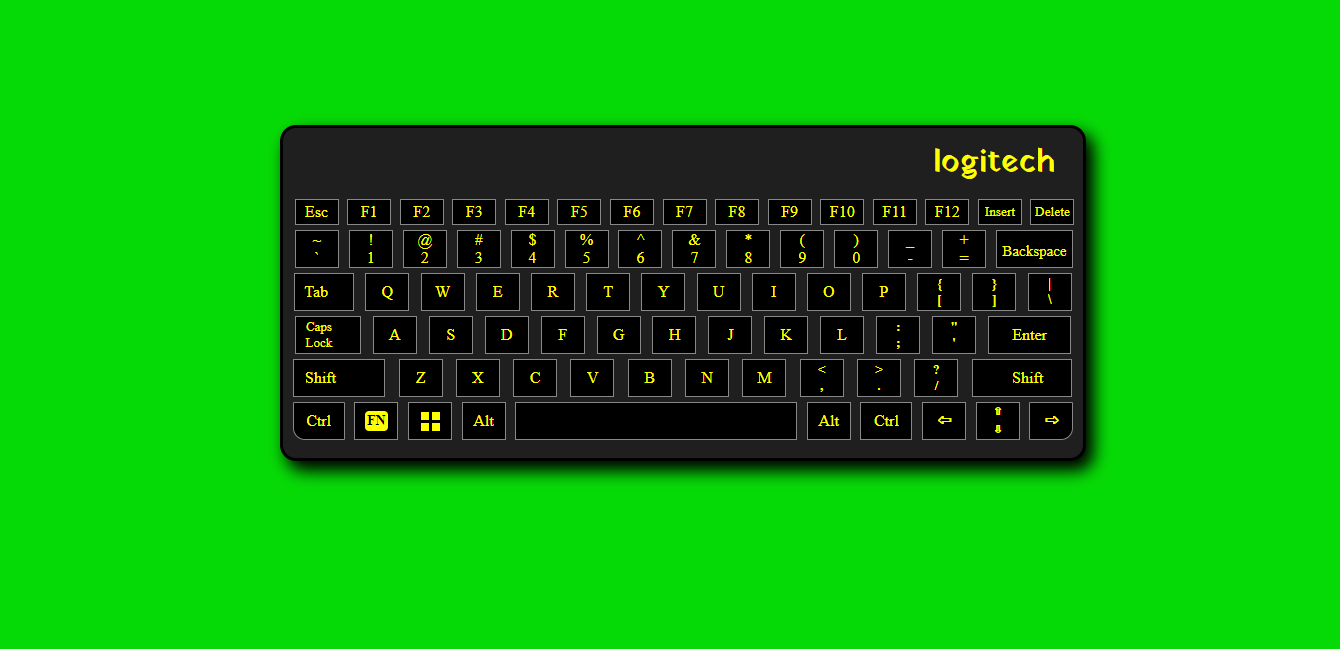 logitech
Esc F1 F2 F3 F4 F5 F6 F7 F8 F9 F10 F11 F12 Insert Delete
~ ! @ # $ % ^ & * ( ) _ +
` 1 2 3 4 5 6 7 8 9 0 - = Backspace
Tab Q W E R T Y U I O P { } |
[ ] \
Caps
Lock A S D F G H J K L : " Enter
; '
Shift Z X C V B N M < > ? Shift
, . /
Ctrl FN Alt Alt Ctrl ⇦ ⇧ ⇨
⇩